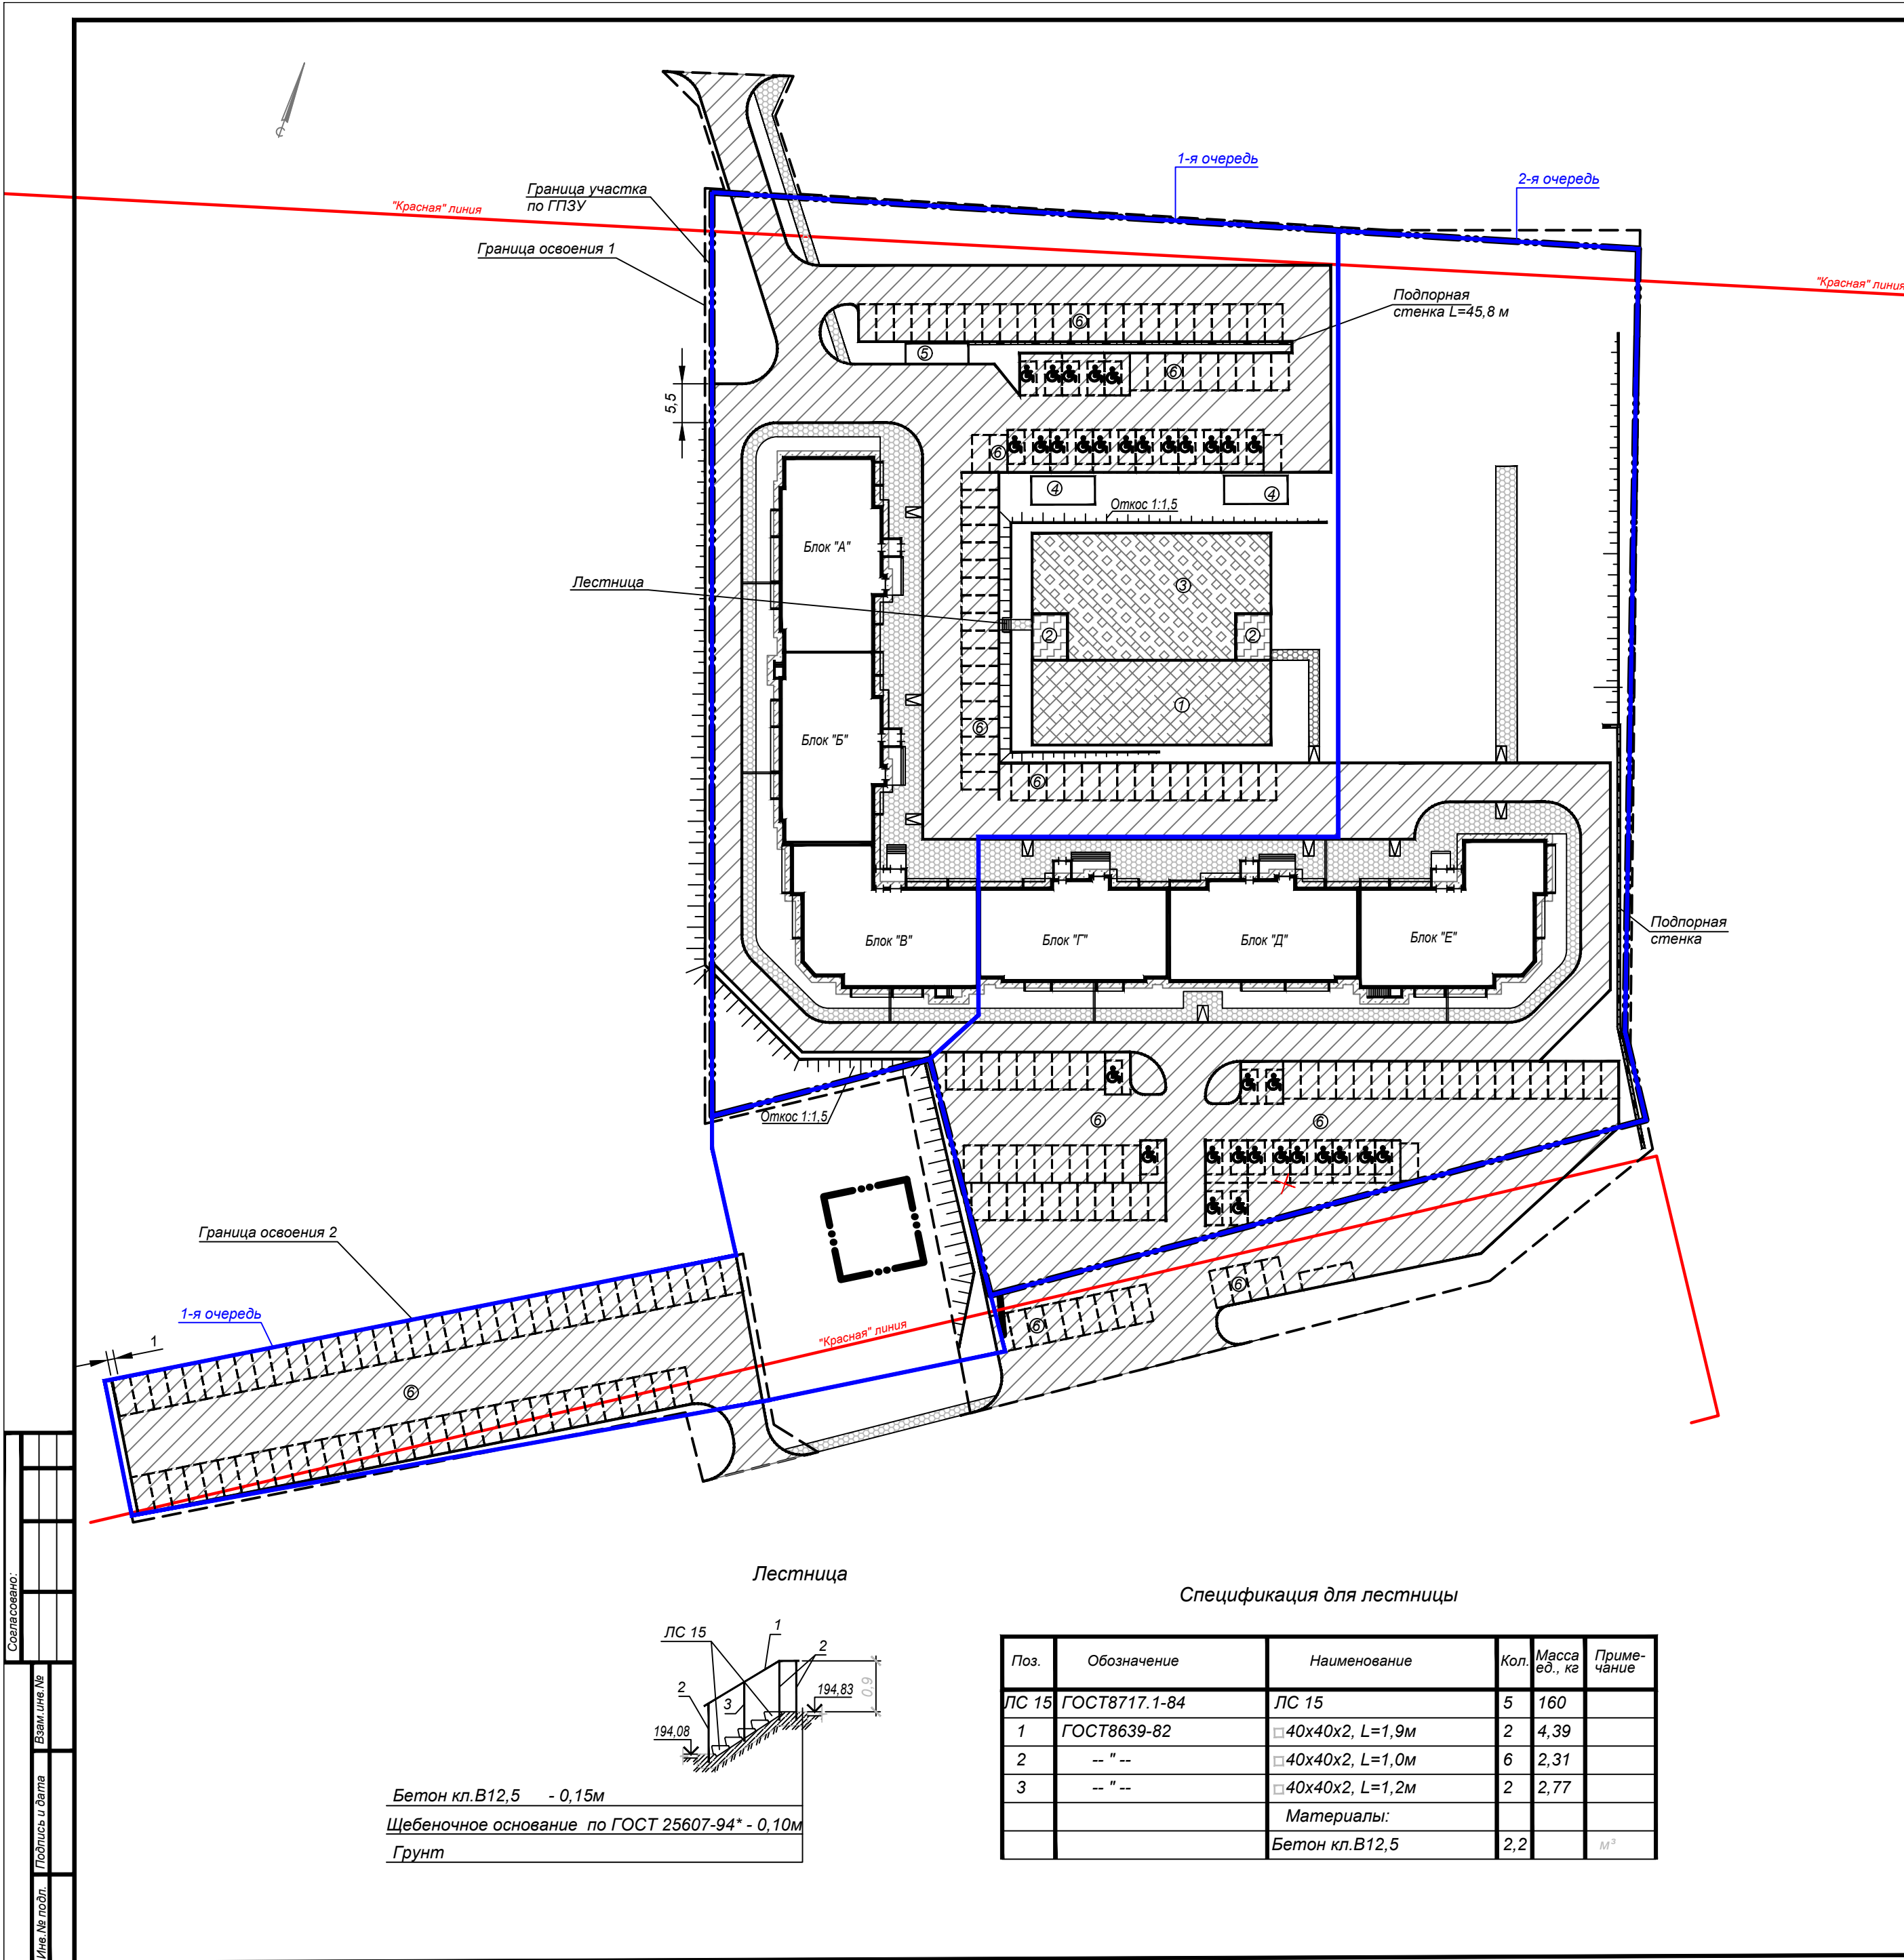 1-я очередь
2-я очередь
Граница участка
по ГПЗУ
"Красная" линия
Граница освоения 1
"Красная" линия
Подпорная
стенка L=45,8 м
6
5
6
5,5
6
4
4
Откос 1:1,5
Блок "А"
3
Лестница
2
2
1
Блок "Б"
6
6
Подпорная
стенка
Блок "В"
Блок "Г"
Блок "Д"
Блок "Е"
Откос 1:1,5
6
6
Граница освоения 2
6
1-я очередь
"Красная" линия
6
1
6
Лестница
Спецификация для лестницы
ЛС 15
1
2
2
3
194,83
0,9
194,08
Бетон кл.В12,5 - 0,15м
Щебеночное основание по ГОСТ 25607-94* - 0,10м
Грунт
Поз. Обозначение Наименование Кол. Масса ед., кг Приме-чание
ЛС 15 ГОСТ8717.1-84 ЛС 15 5 160
1 ГОСТ8639-82 □40х40х2, L=1,9м 2 4,39
2 -- " -- □40х40х2, L=1,0м 6 2,31
3 -- " -- □40х40х2, L=1,2м 2 2,77
Материалы:
Бетон кл.В12,5 2,2 м³
Согласовано:
Взам.инв.№
Подпись и дата
Инв.№ подл.